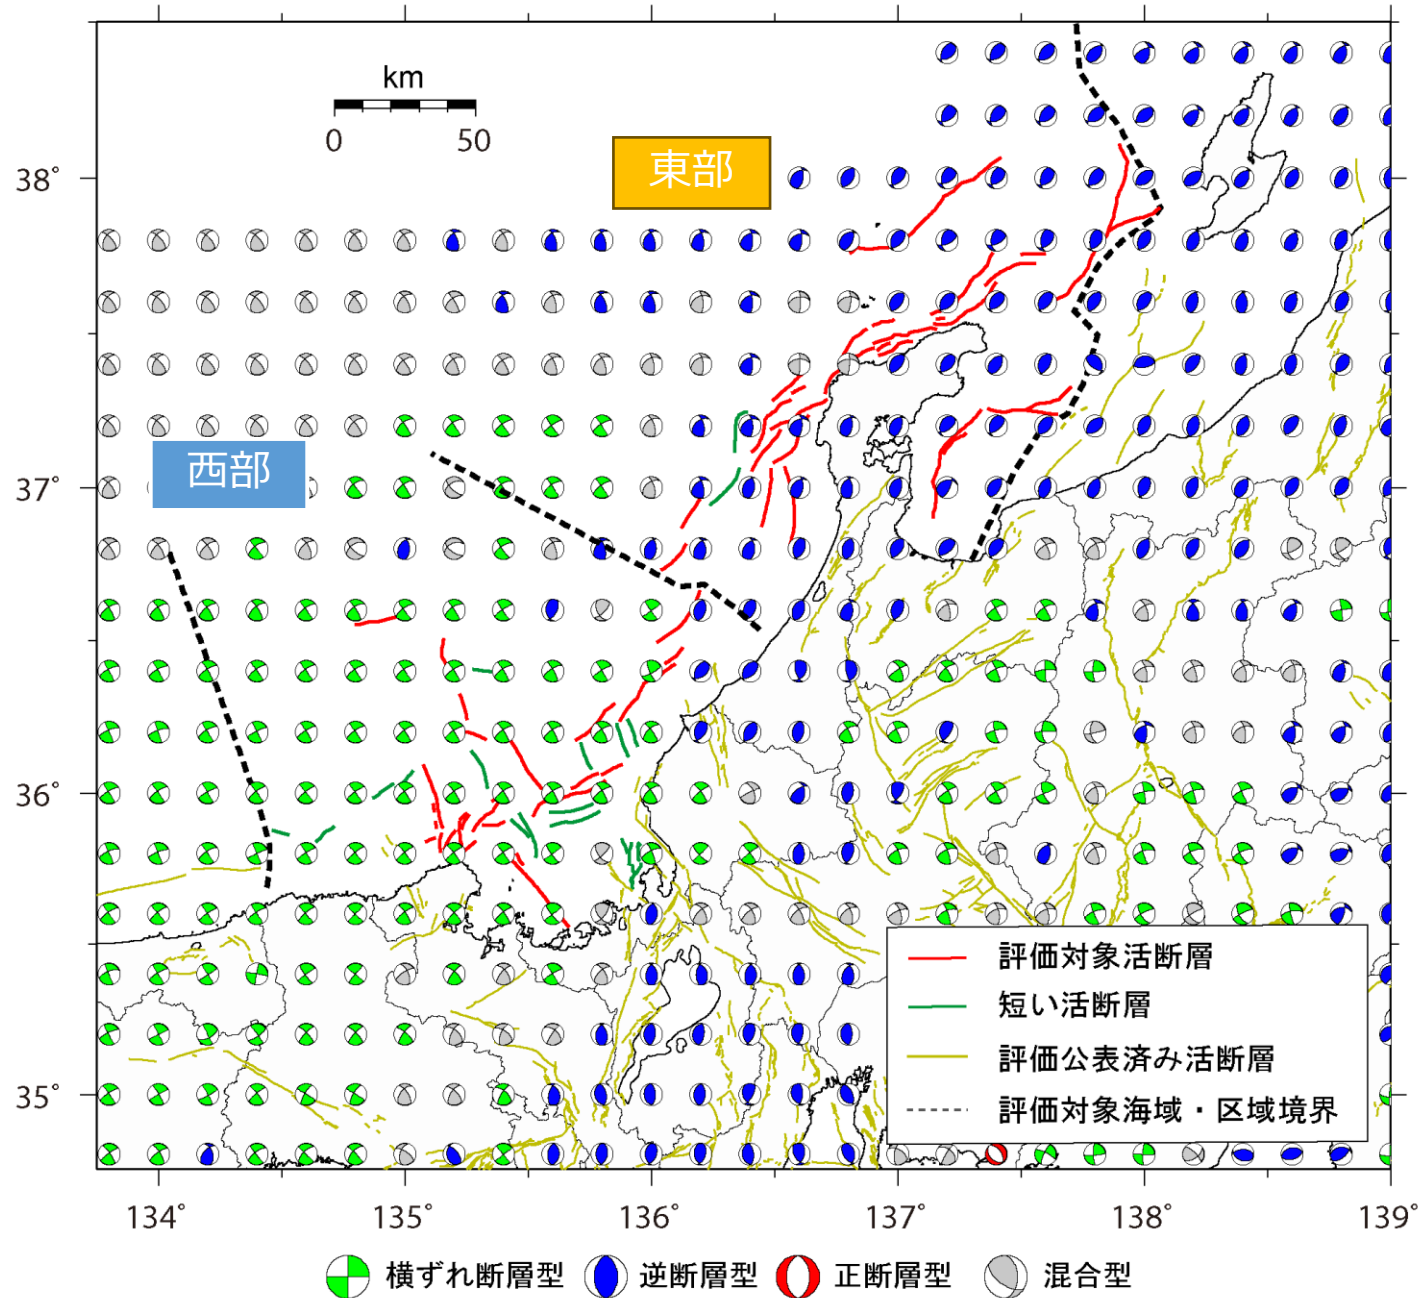 km
0 50
東部
38°
37°
西部
36°
35°
評価対象活断層
短い活断層
評価公表済み活断層
評価対象海域・区域境界
134° 135° 136° 137° 138° 139°
横ずれ断層型 逆断層型 正断層型 混合型